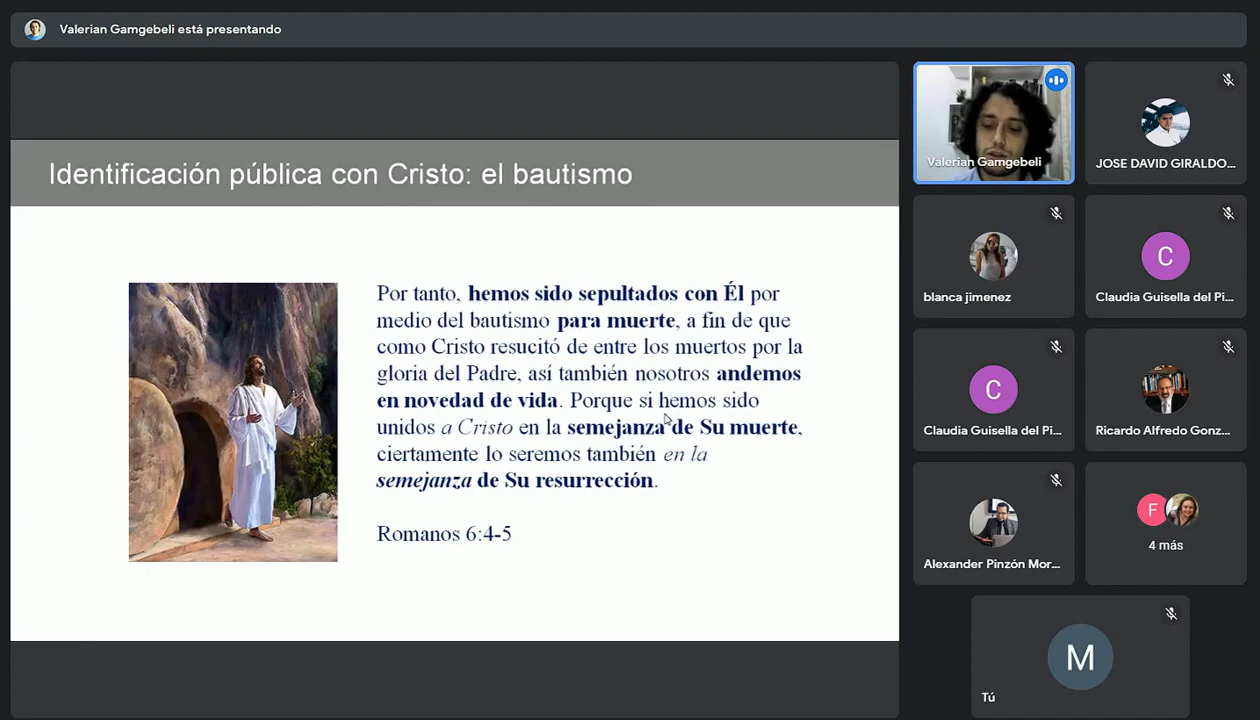 Valerian Gamgebeli está presentando
Identificación pública con Cristo: el bautismo
Por tanto, hemos sido sepultados con Él por
medio del bautismo para muerte, a fin de que
como Cristo resucitó de entre los muertos por la
gloria del Padre, así también nosotros andemos
en novedad de vida. Porque si hemos sido
unidos a Cristo en la semejanza de Su muerte,
ciertamente lo seremos también en la
semejanza de Su resurrección.
Romanos 6:4-5
Valerian Gamgebeli
JOSE DAVID GIRALDO...
blanca jimenez
C
Claudia Guisella del Pi...
C
Claudia Guisella del Pi...
Ricardo Alfredo Gonz...
Alexander Pinzón Mor...
F
4 más
M
Tú